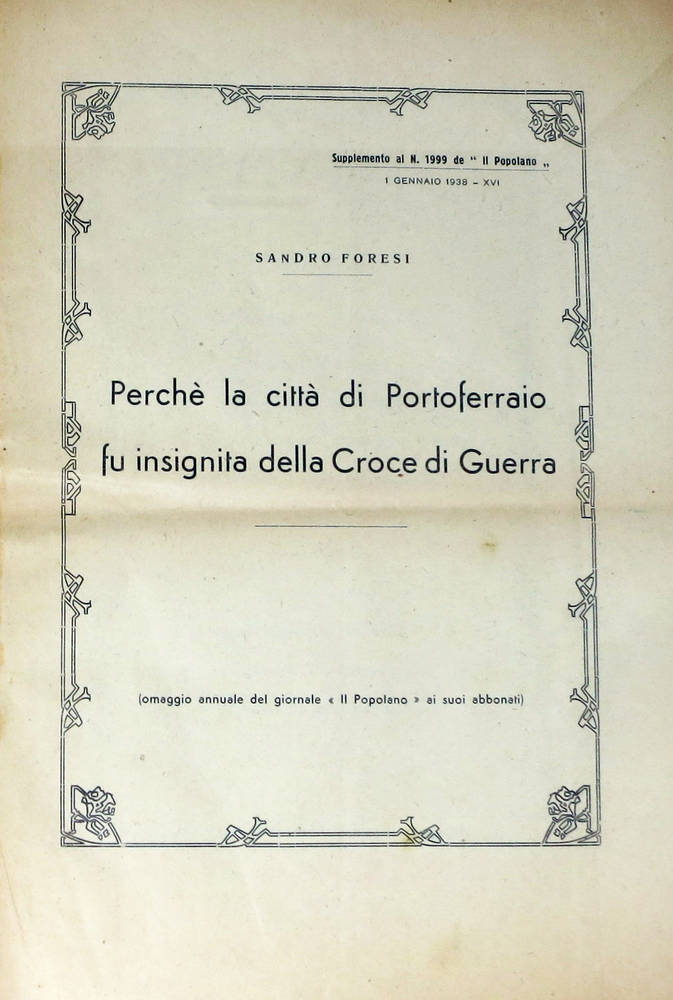 Supplemento al N. 1999 de " Il Popolano „
1 GENNAIO 1938 - XVI
SANDRO FORESI
Perchè la città di Portoferraio
fu insignita della Croce di Guerra
(omaggio annuale del giornale « Il Popolano » ai suoi abbonati)